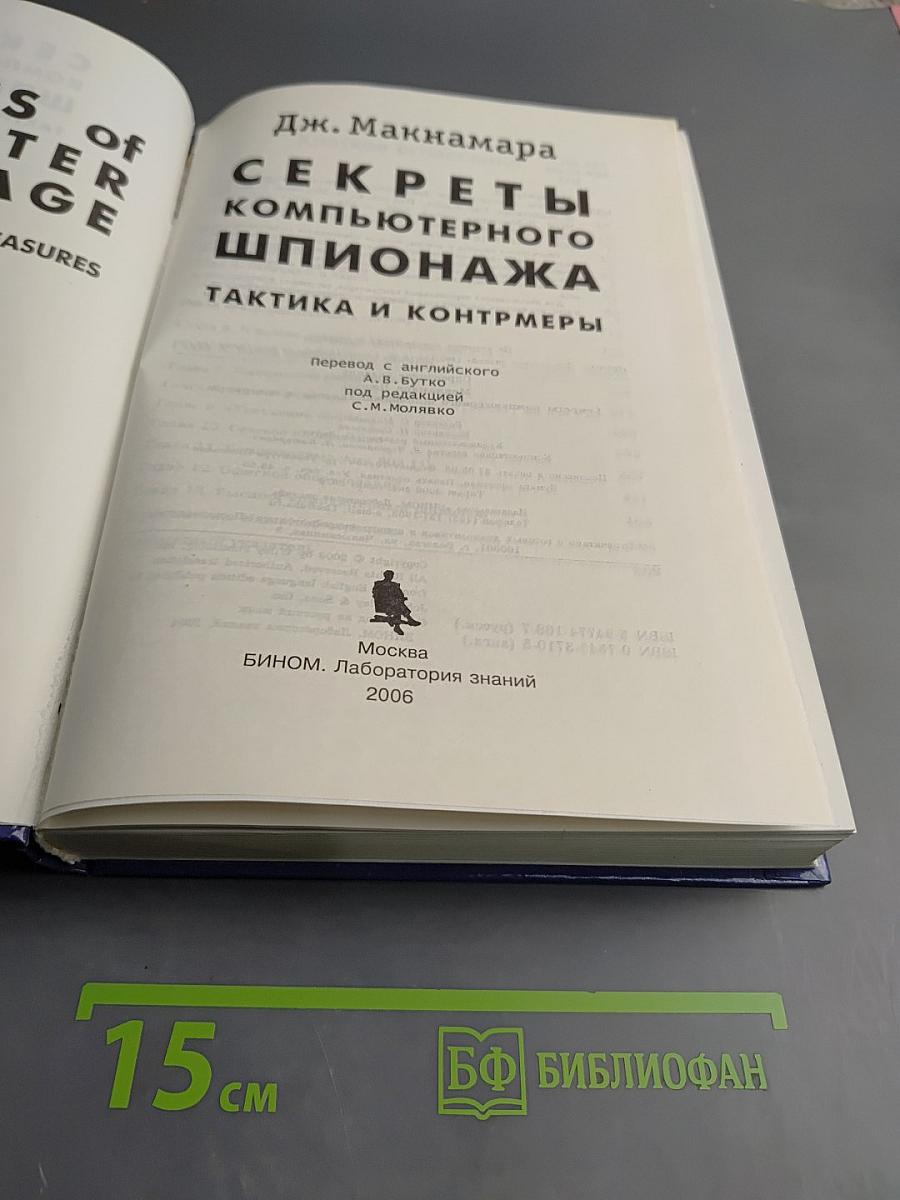 S of
TER
AGE
ASURES
Дж. Макнамара
СЕКРЕТЫ
КОМПЬЮТЕРНОГО
ШПИОНАЖА
ТАКТИКА И КОНТРМЕРЫ
Перевод с английского
А.В.Бутко
под редакцией
С.М.Молявко
Москва
БИНОМ. Лаборатория знаний
2006
15 см
БФ БИБЛИОФАН